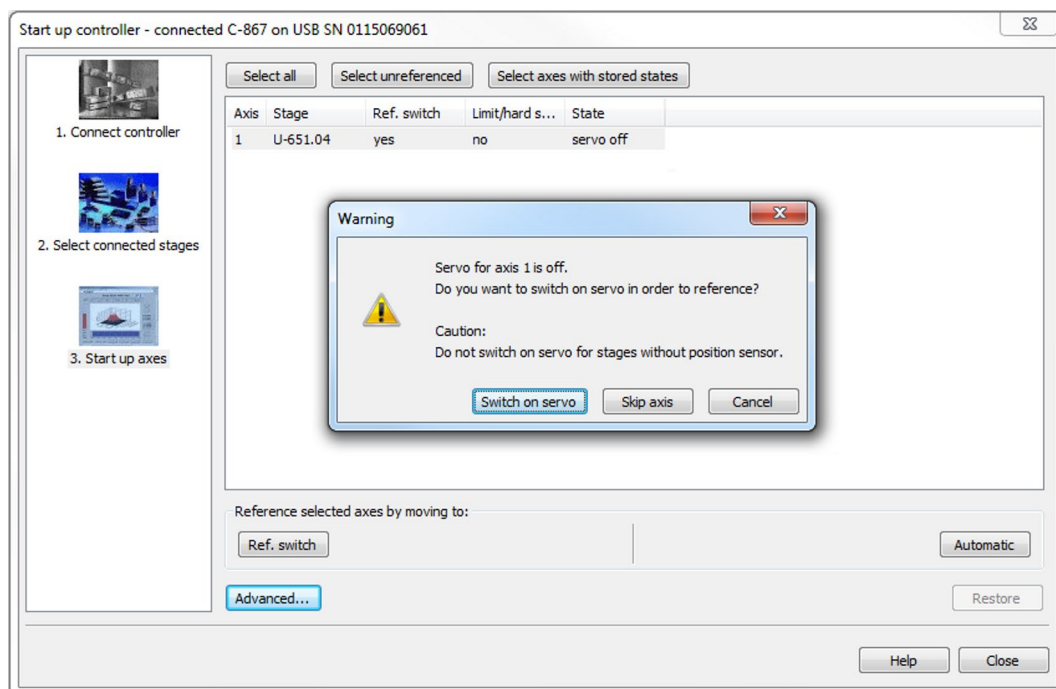 Start up controller - connected C-867 on USB SN 0115069061
1. Connect controller
2. Select connected stages
3. Start up axes
Select all
Select unreferenced
Select axes with stored states
Axis Stage Ref. switch Limit/hard s... State
1 U-651.04 yes no servo off
Warning
Servo for axis 1 is off.
Do you want to switch on servo in order to reference?
Caution:
Do not switch on servo for stages without position sensor.
Switch on servo
Skip axis
Cancel
Reference selected axes by moving to:
Ref. switch
Automatic
Advanced...
Restore
Help
Close